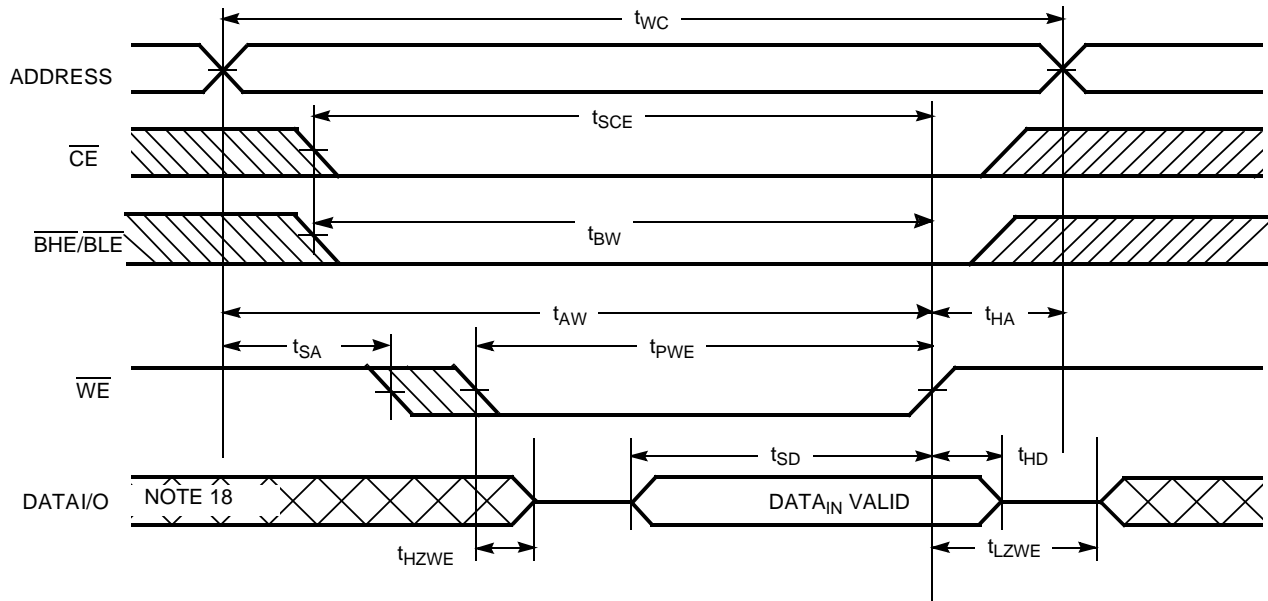 tWC
ADDRESS
tSCE
CE
tBW
BHE/BLE
tAW
tHA
tSA
tPWE
WE
tSD
tHD
DATAI/O
NOTE 18
DATAIN VALID
tHZWE
tLZWE